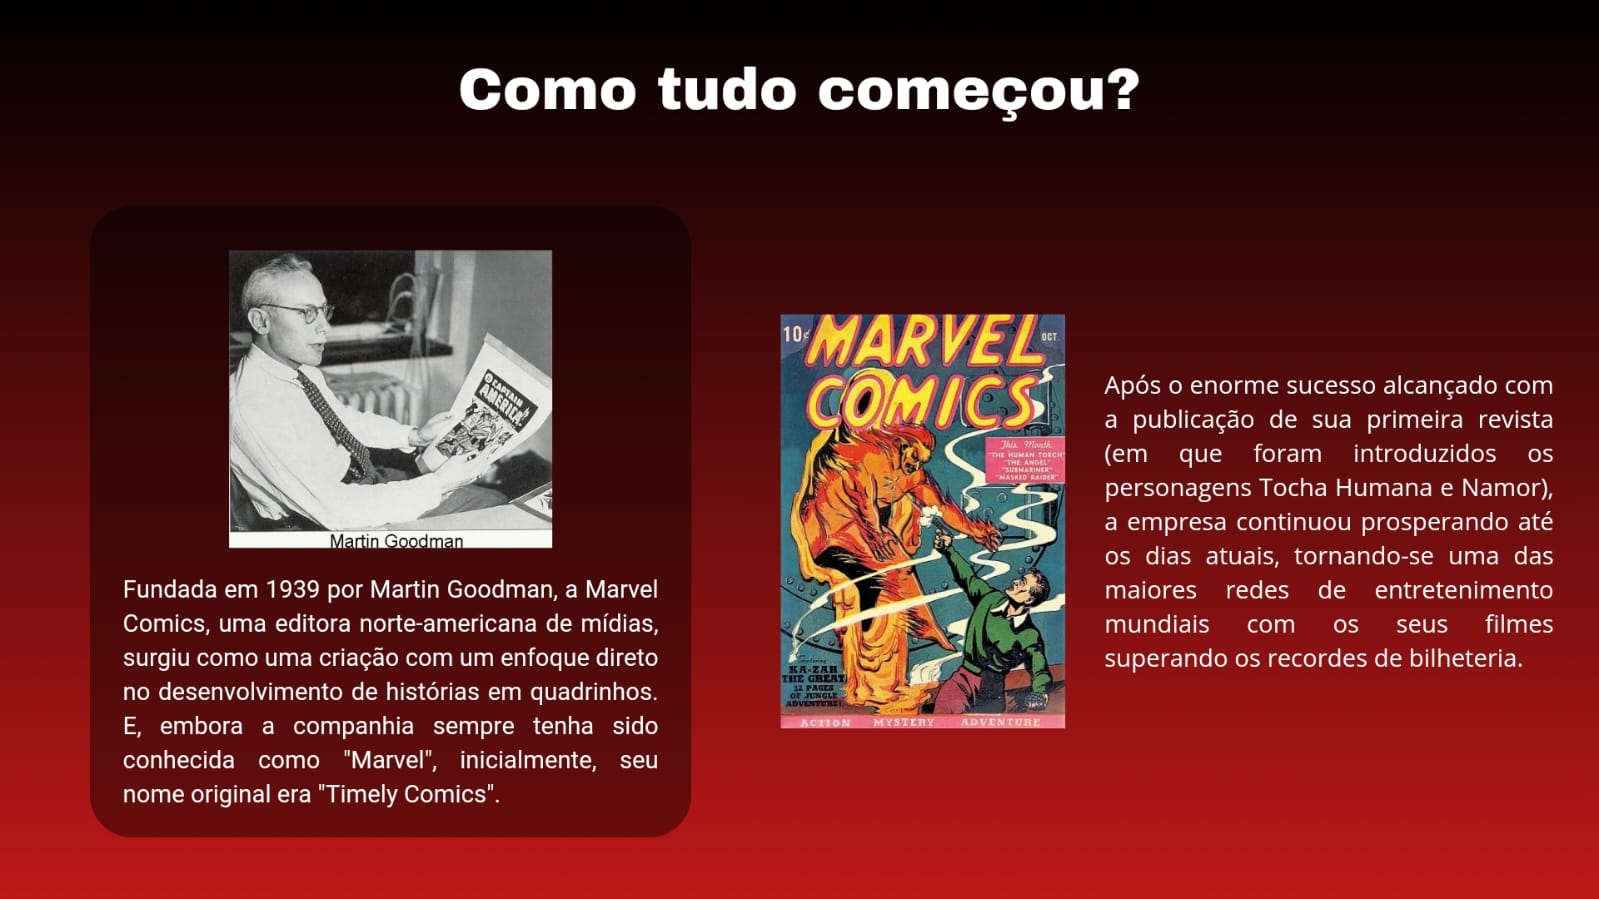 Como tudo começou?
CAPTAIN
AMERICA
Martin Goodman
Fundada em 1939 por Martin Goodman, a Marvel
Comics, uma editora norte-americana de mídias,
surgiu como uma criação com um enfoque direto
no desenvolvimento de histórias em quadrinhos.
E, embora a companhia sempre tenha sido
conhecida como "Marvel", inicialmente, seu
nome original era "Timely Comics".
10¢
MARVEL
OCT.
COMICS
This Month
"THE HUMAN TORCH"
"THE ANGEL"
"SUBMARINER"
"MASKED RAIDER"
Featuring
KA-ZAR
THE GREAT
12 PAGES
OF JUNGLE
ADVENTURE!
ACTION MYSTERY ADVENTURE
Após o enorme sucesso alcançado com
a publicação de sua primeira revista
(em que foram introduzidos os
personagens Tocha Humana e Namor),
a empresa continuou prosperando até
os dias atuais, tornando-se uma das
maiores redes de entretenimento
mundiais com os seus filmes
superando os recordes de bilheteria.